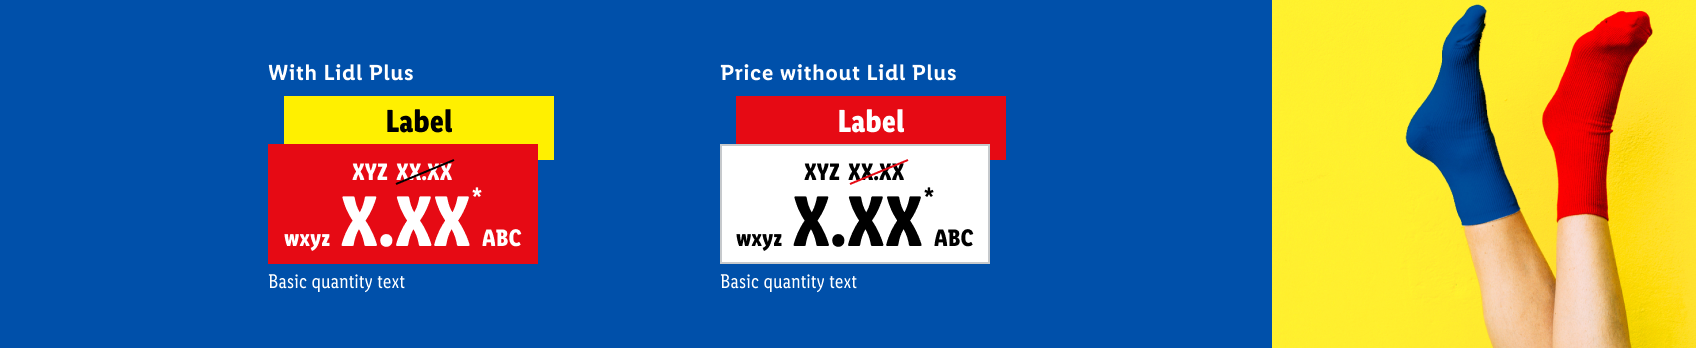 With Lidl Plus
Label
XYZ XX.XX
wxyz X.XX* ABC
Basic quantity text
Price without Lidl Plus
Label
XYZ XX.XX
wxyz X.XX* ABC
Basic quantity text